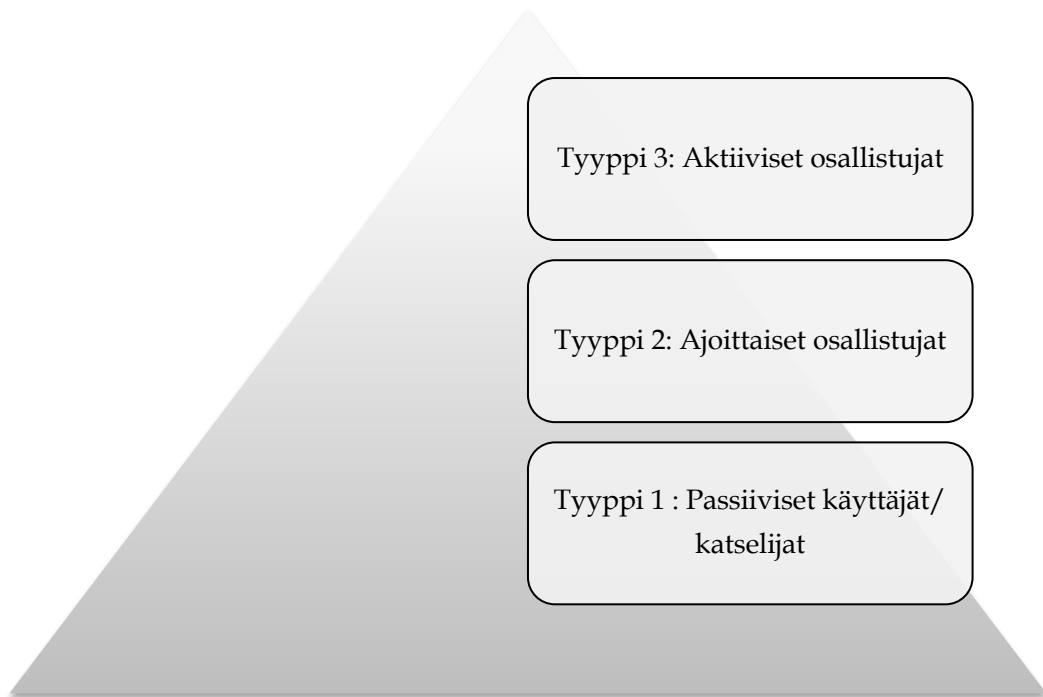 Tyyppi 3: Aktiiviset osallistujat
Tyyppi 2: Ajoittaiset osallistujat
Tyyppi 1 : Passiiviset käyttäjät/
katselijat